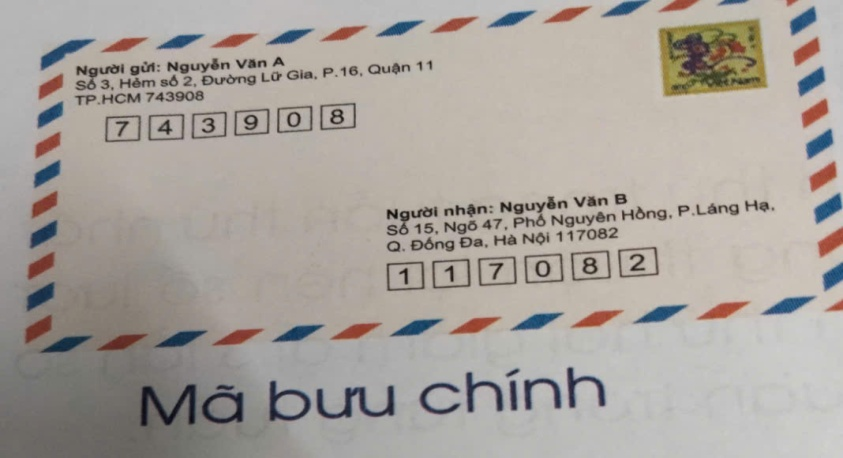 Người gửi: Nguyễn Văn A
Số 3, Hẻm số 2, Đường Lữ Gia, P.16, Quận 11
TP.HCM 743908
7 4 3 9 0 8
Việt Nam
Người nhận: Nguyễn Văn B
Số 15, Ngõ 47, Phố Nguyên Hồng, P.Láng Hạ,
Q. Đống Đa, Hà Nội 117082
1 1 7 0 8 2
Mã bưu chính